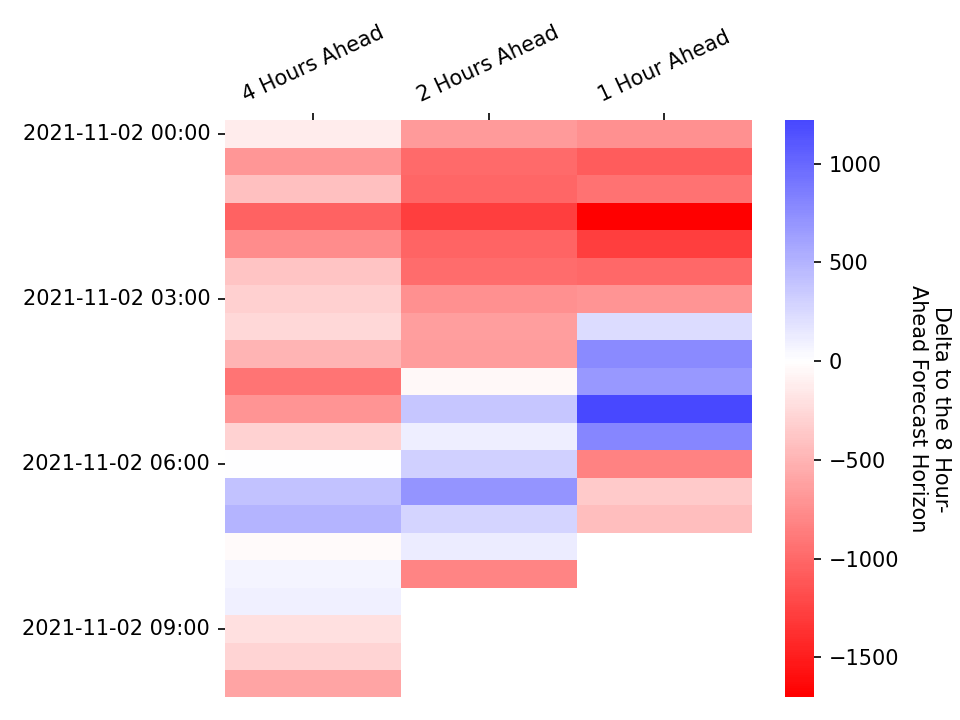 4 Hours Ahead
2 Hours Ahead
1 Hour Ahead
2021-11-02 00:00
2021-11-02 03:00
2021-11-02 06:00
2021-11-02 09:00
1000
500
0
−500
−1000
−1500
Delta to the 8 Hour-
Ahead Forecast Horizon